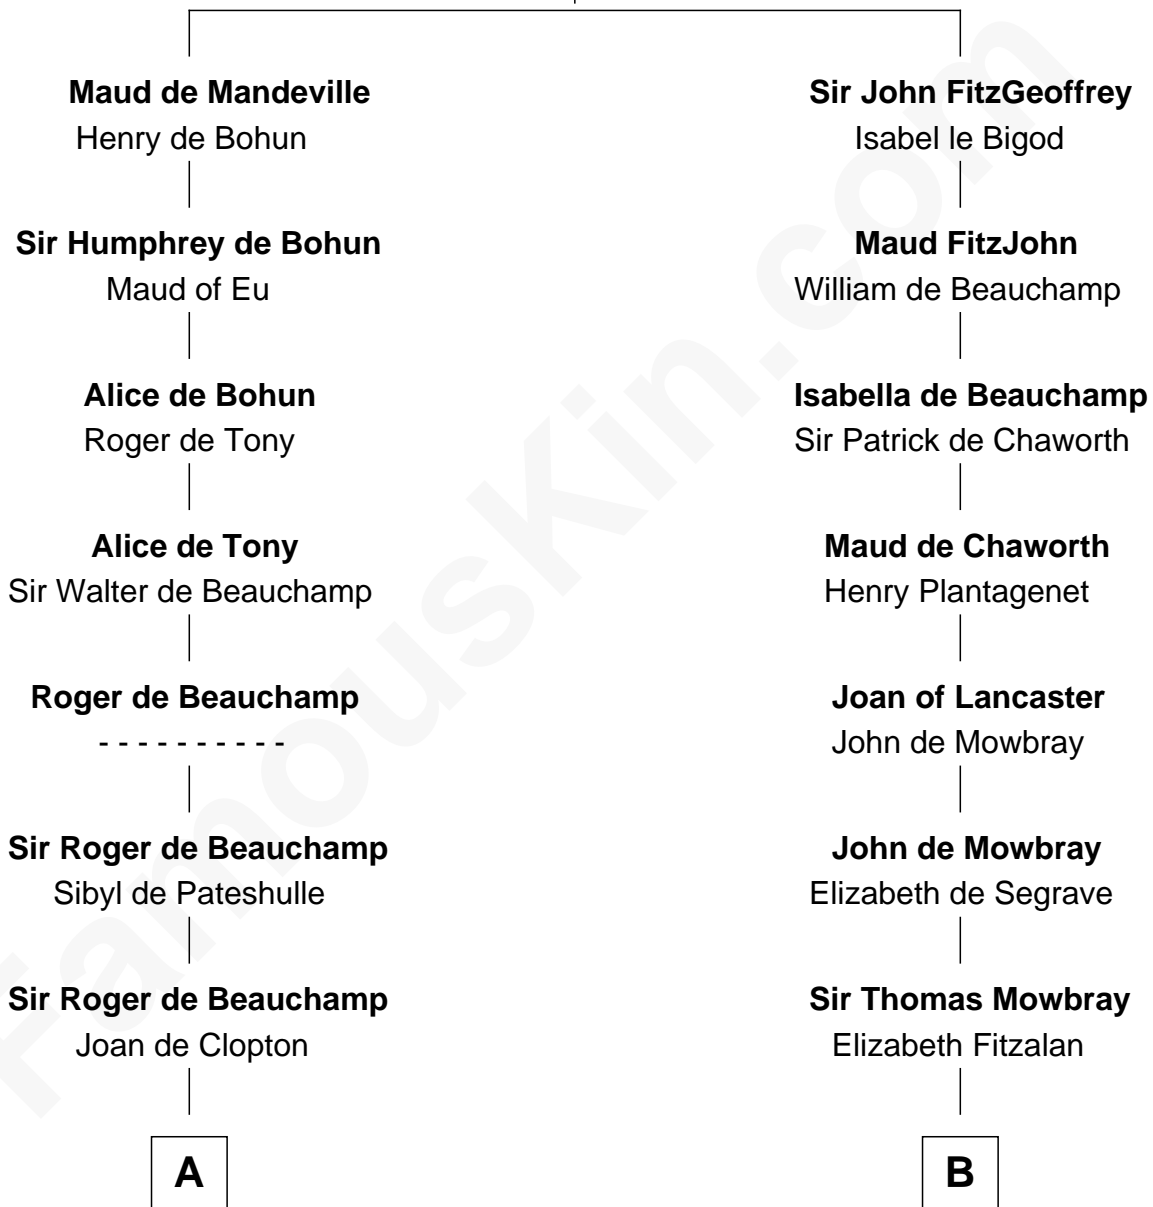 Maud de Mandeville
Henry de Bohun
Sir Humphrey de Bohun
Maud of Eu
Alice de Bohun
Roger de Tony
Alice de Tony
Sir Walter de Beauchamp
Roger de Beauchamp
- - - - - - - - - -
Sir Roger de Beauchamp
Sibyl de Pateshulle
Sir Roger de Beauchamp
Joan de Clopton
A
Sir John FitzGeoffrey
Isabel le Bigod
Maud FitzJohn
William de Beauchamp
Isabella de Beauchamp
Sir Patrick de Chaworth
Maud de Chaworth
Henry Plantagenet
Joan of Lancaster
John de Mowbray
John de Mowbray
Elizabeth de Segrave
Sir Thomas Mowbray
Elizabeth Fitzalan
B
FamousKin.com